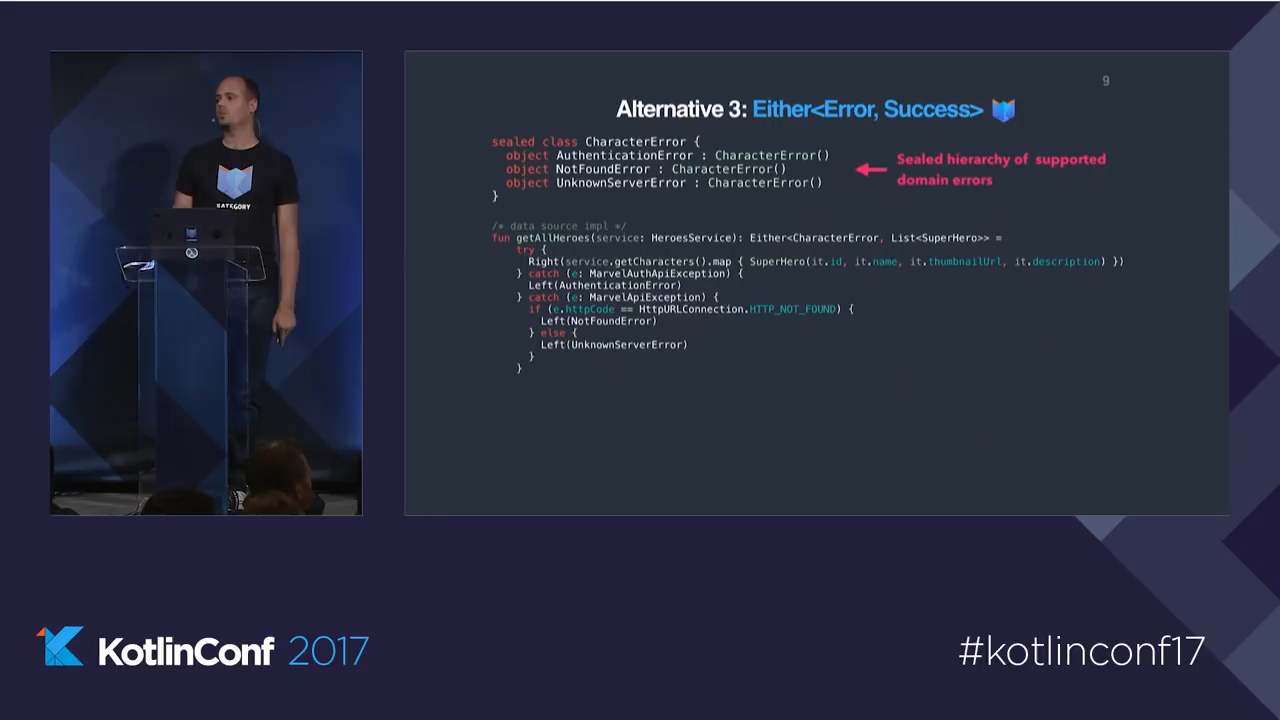 9
Alternative 3: Either<Error, Success>
sealed class CharacterError {
object AuthenticationError : CharacterError()
object NotFoundError : CharacterError()
object UnknownServerError : CharacterError()
}
Sealed hierarchy of supported
domain errors
/* data source impl */
fun getAllHeroes(service: HeroesService): Either<CharacterError, List<SuperHero>> =
try {
Right(service.getCharacters().map { SuperHero(it.id, it.name, it.thumbnailUrl, it.description) })
} catch (e: MarvelAuthApiException) {
Left(AuthenticationError)
} catch (e: MarvelApiException) {
if (e.httpCode == HttpURLConnection.HTTP_NOT_FOUND) {
Left(NotFoundError)
} else {
Left(UnknownServerError)
}
}
KATEGORY
KotlinConf 2017
#kotlinconf17